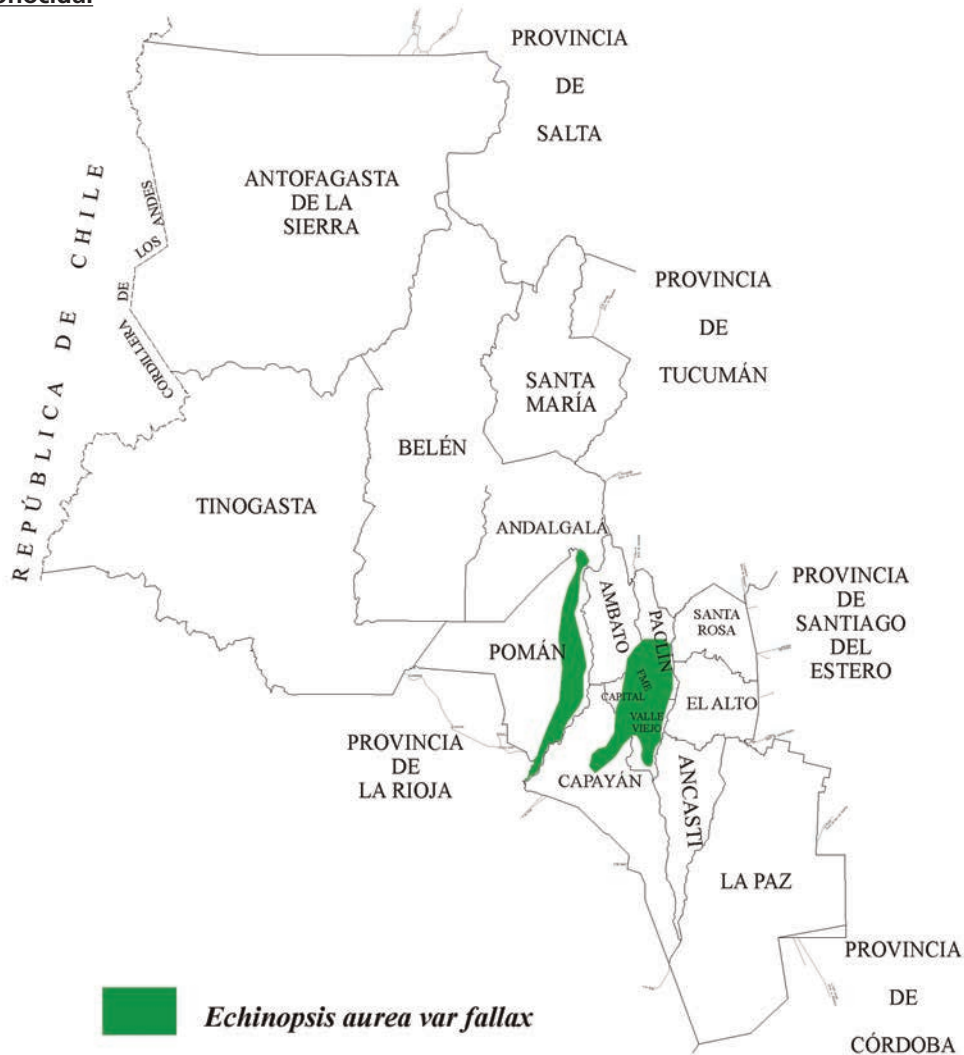 PROVINCIA
DE
SALTA
ANTOFAGASTA
DE LA
SIERRA
REPÚBLICA DE CHILE
CORDILLERA DE LOS ANDES
PROVINCIA
DE
TUCUMÁN
SANTA
MARÍA
BELÉN
TINOGASTA
ANDALGALÁ
AMBATO
PACLÍN
SANTA
ROSA
PROVINCIA
DE
SANTIAGO
DEL
ESTERO
POMÁN
FME
CAPITAL
EL ALTO
VALLE
VIEJO
PROVINCIA
DE
LA RIOJA
CAPAYÁN
ANCASTI
LA PAZ
PROVINCIA
DE
CÓRDOBA
Echinopsis aurea var fallax